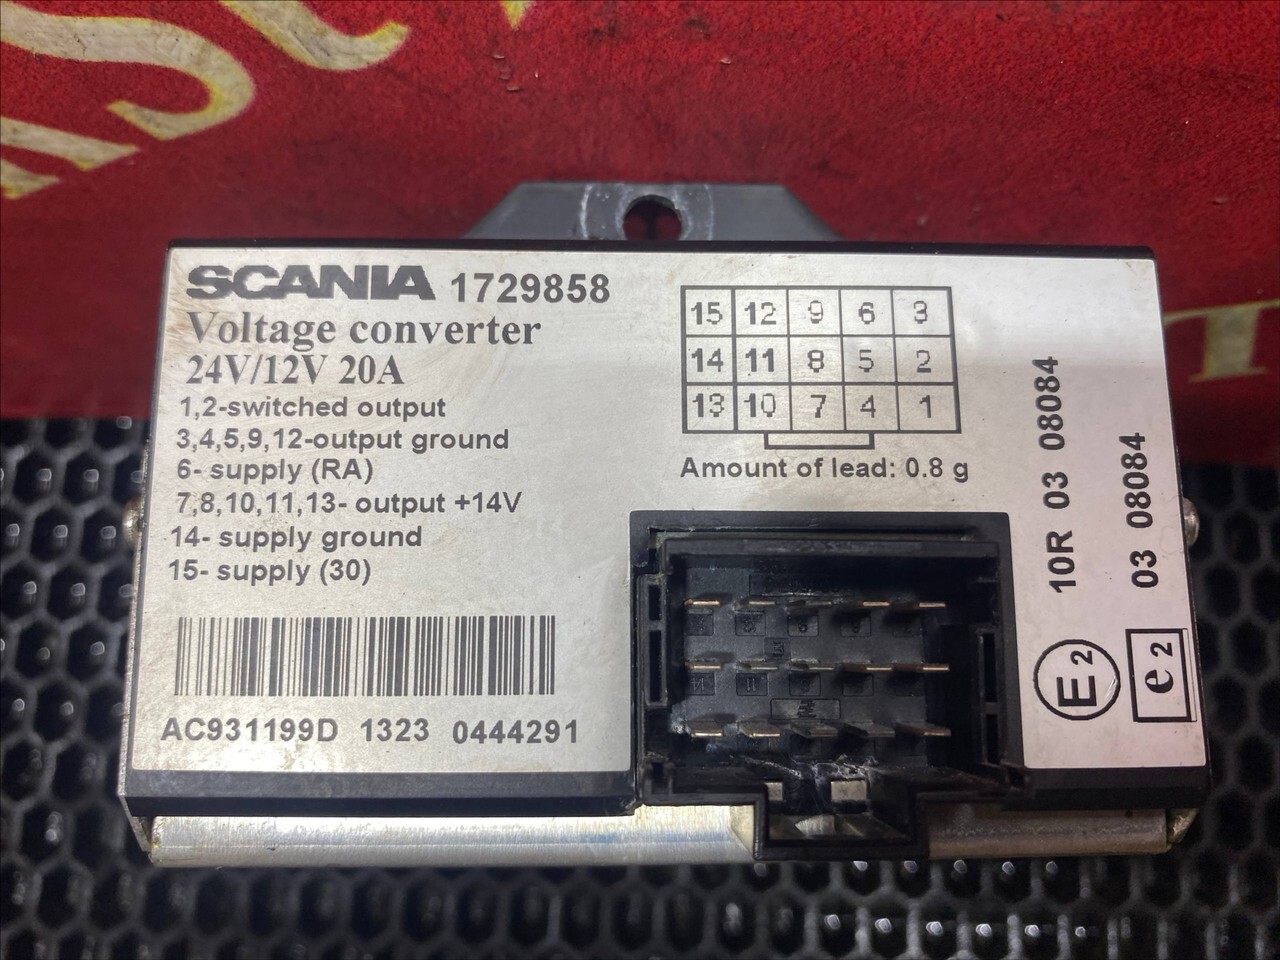 SCANIA 1729858
Voltage converter
24V/12V 20A
1,2-switched output
3,4,5,9,12-output ground
6- supply (RA)
7,8,10,11,13- output +14V
14- supply ground
15- supply (30)
AC931199D 1323 0444291
15 12 9 6 3
14 11 8 5 2
13 10 7 4 1
Amount of lead: 0.8 g
10R 03 08084
E2
03 08084
e2